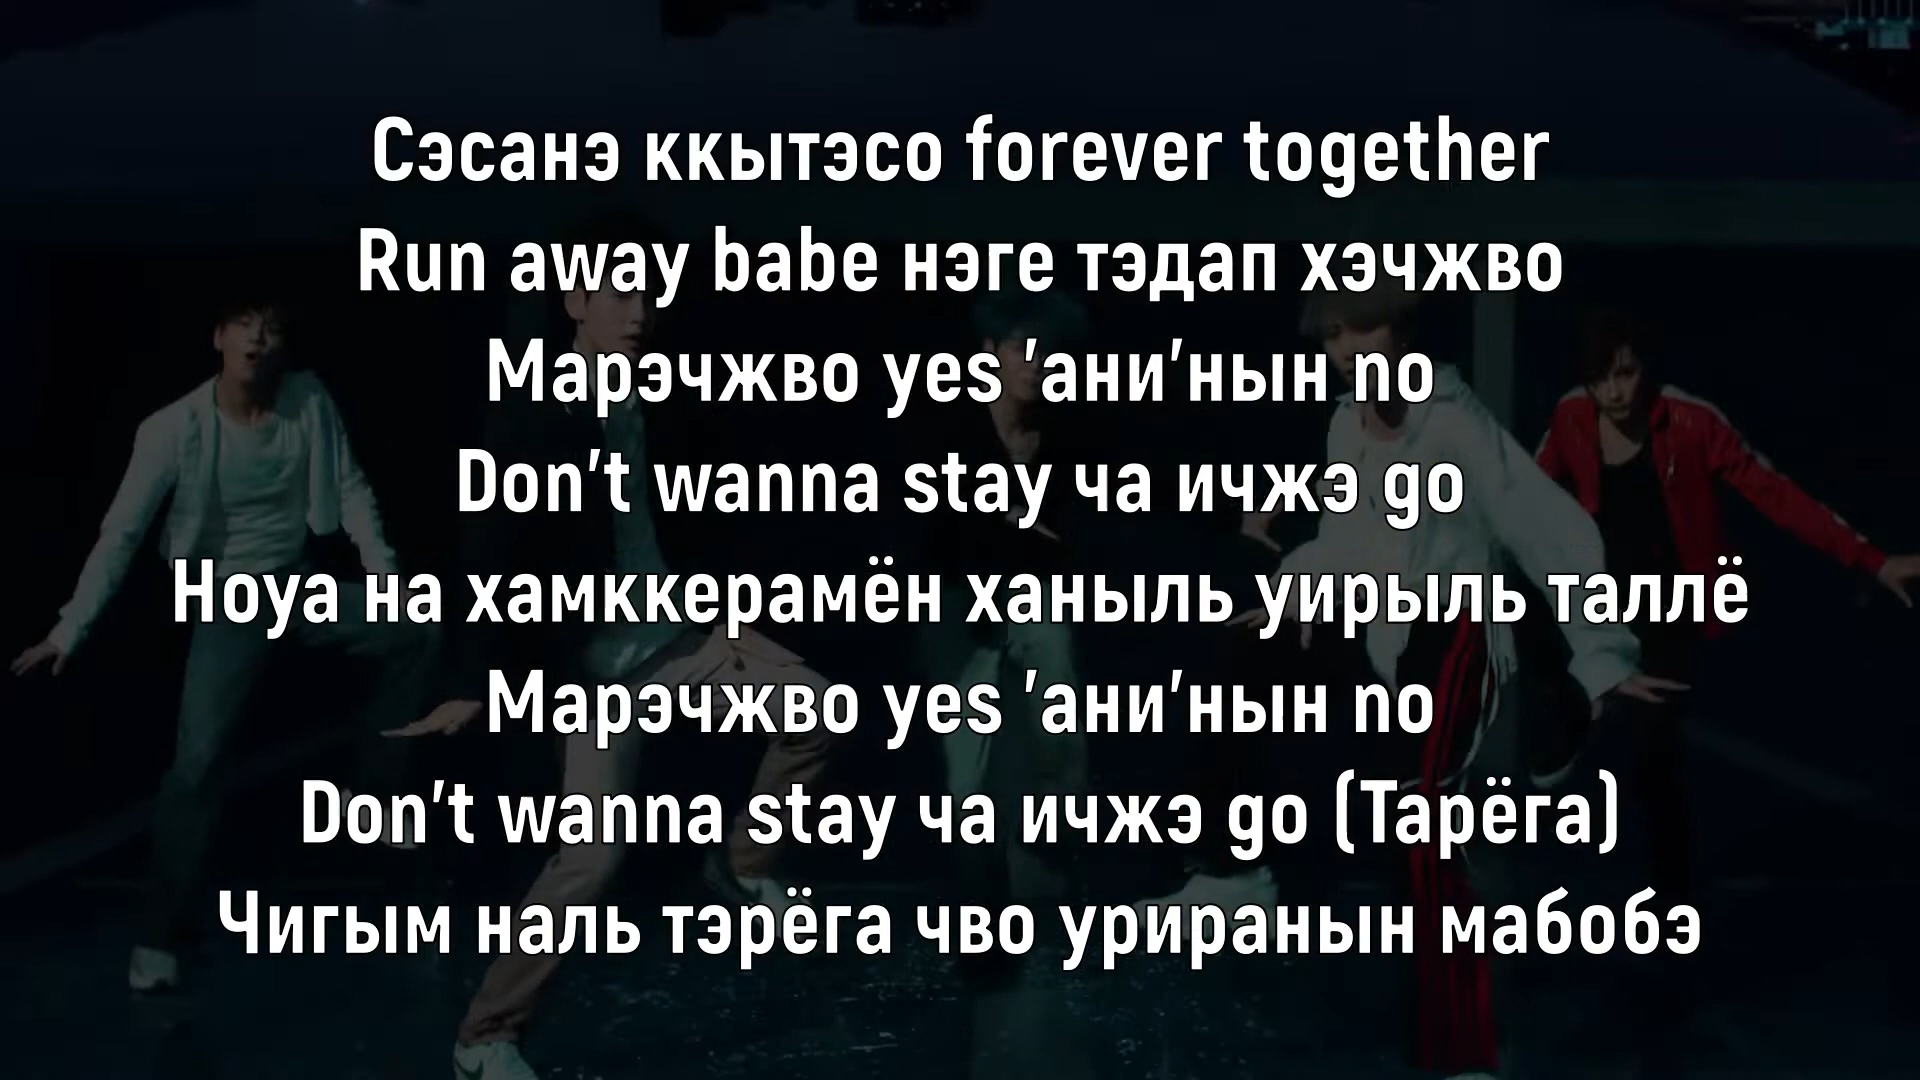 Сэсанэ ккытэсо forever together
Run away babe нэге тэдап хэчжво
Марэчжво yes 'ани'нын no
Don't wanna stay ча ичжэ go
Ноуа на хамккерамён ханыль уирыль таллё
Марэчжво yes 'ани'нын no
Don't wanna stay ча ичжэ go (Тарёга)
Чигым наль тэрёга чво уриранын мабобэ